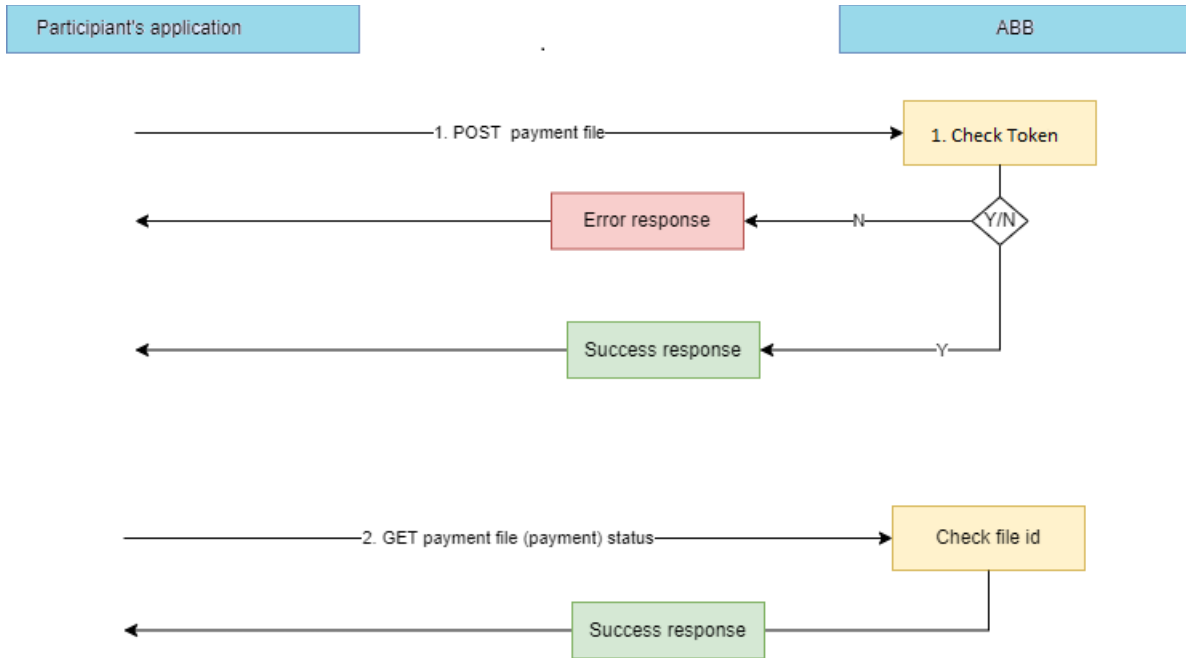 Participiant's application
ABB
1. POST payment file
1. Check Token
Error response
N
Y/N
Success response
Y
2. GET payment file (payment) status
Check file id
Success response